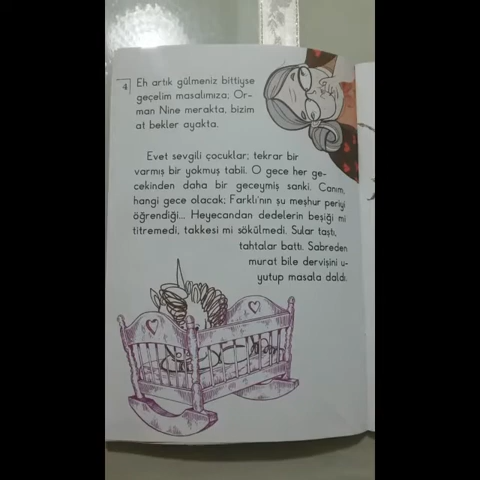 4
Eh artık gülmeniz bittiyse
geçelim masalımıza; Or-
man Nine merakta, bizim
at bekler ayakta.
Evet sevgili çocuklar; tekrar bir
varmış bir yokmuş tabii. O gece her ge-
cekinden daha bir geceymiş sanki. Canım,
hangi gece olacak; Farklı'nın şu meşhur periyi
öğrendiği... Heyecandan dedelerin beşiği mi
titremedi, takkesi mi sökülmedi. Sular taştı,
tahtalar battı. Sabreden
murat bile dervişini u-
yutup masala daldı.